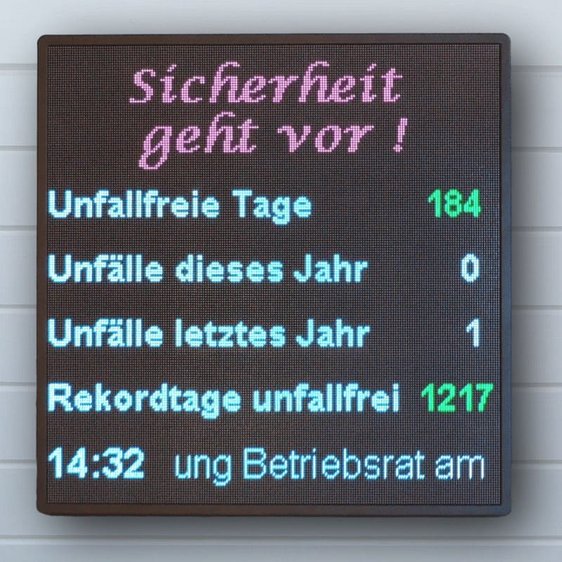 Sicherheit
geht vor !
Unfallfreie Tage 184
Unfälle dieses Jahr 0
Unfälle letztes Jahr 1
Rekordtage unfallfrei 1217
14:32 ung Betriebsrat am